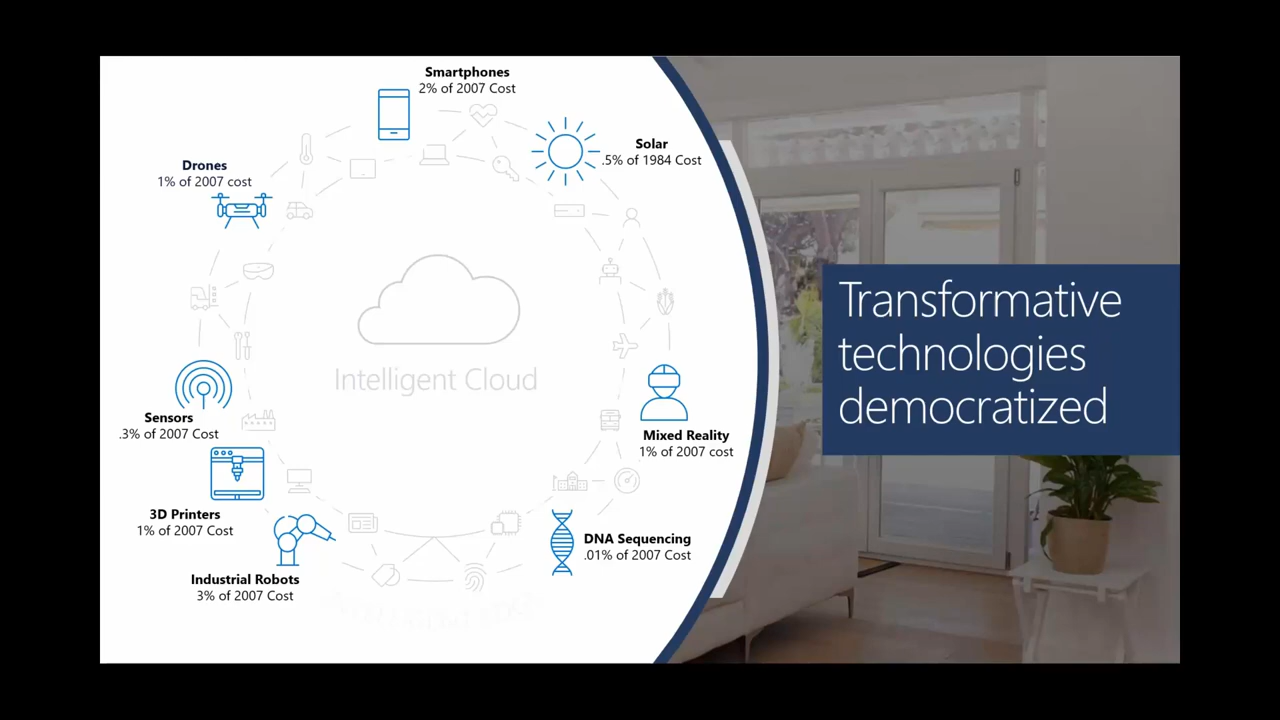 Smartphones
2% of 2007 Cost
Solar
.5% of 1984 Cost
Drones
1% of 2007 cost
Intelligent Cloud
Sensors
.3% of 2007 Cost
Mixed Reality
1% of 2007 cost
3D Printers
1% of 2007 Cost
DNA Sequencing
.01% of 2007 Cost
Industrial Robots
3% of 2007 Cost
Transformative
technologies
democratized